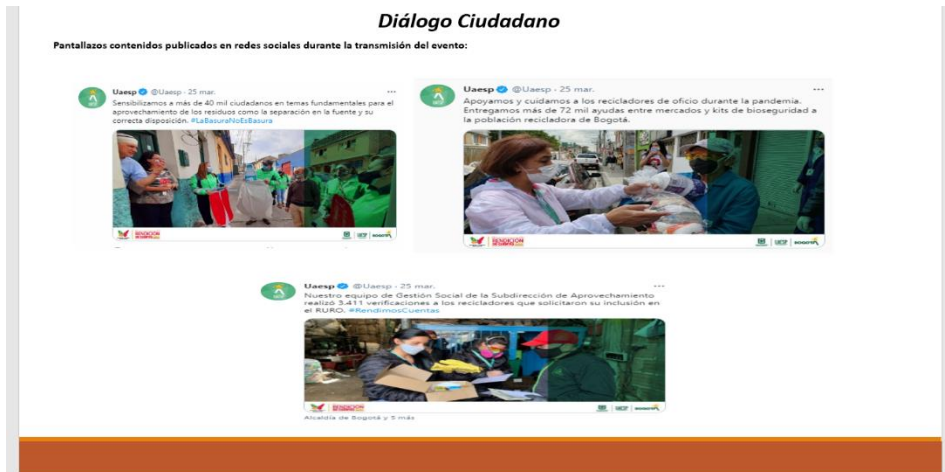 Diálogo Ciudadano
Pantallazos contenidos publicados en redes sociales durante la transmisión del evento:
Uaesp @Uaesp · 25 mar.
Sensibilizamos a más de 40 mil ciudadanos en temas fundamentales para el
aprovechamiento de los residuos como la separación en la fuente y su
correcta disposición. #LaBasuraNoEsBasura
RENDICIÓN
Uaesp @Uaesp · 25 mar.
Apoyamos y cuidamos a los recicladores de oficio durante la pandemia.
Entregamos más de 72 mil ayudas entre mercados y kits de bioseguridad a
la población recicladora de Bogotá.
RENDICIÓN
BOGOTÁ
Uaesp @Uaesp · 25 mar.
Nuestro equipo de Gestión Social de la Subdirección de Aprovechamiento
realizó 3.411 verificaciones a los recicladores que solicitaron su inclusión en
el RURO. #RendimosCuentas
RENDICIÓN
Alcaldía de Bogotá y 5 más